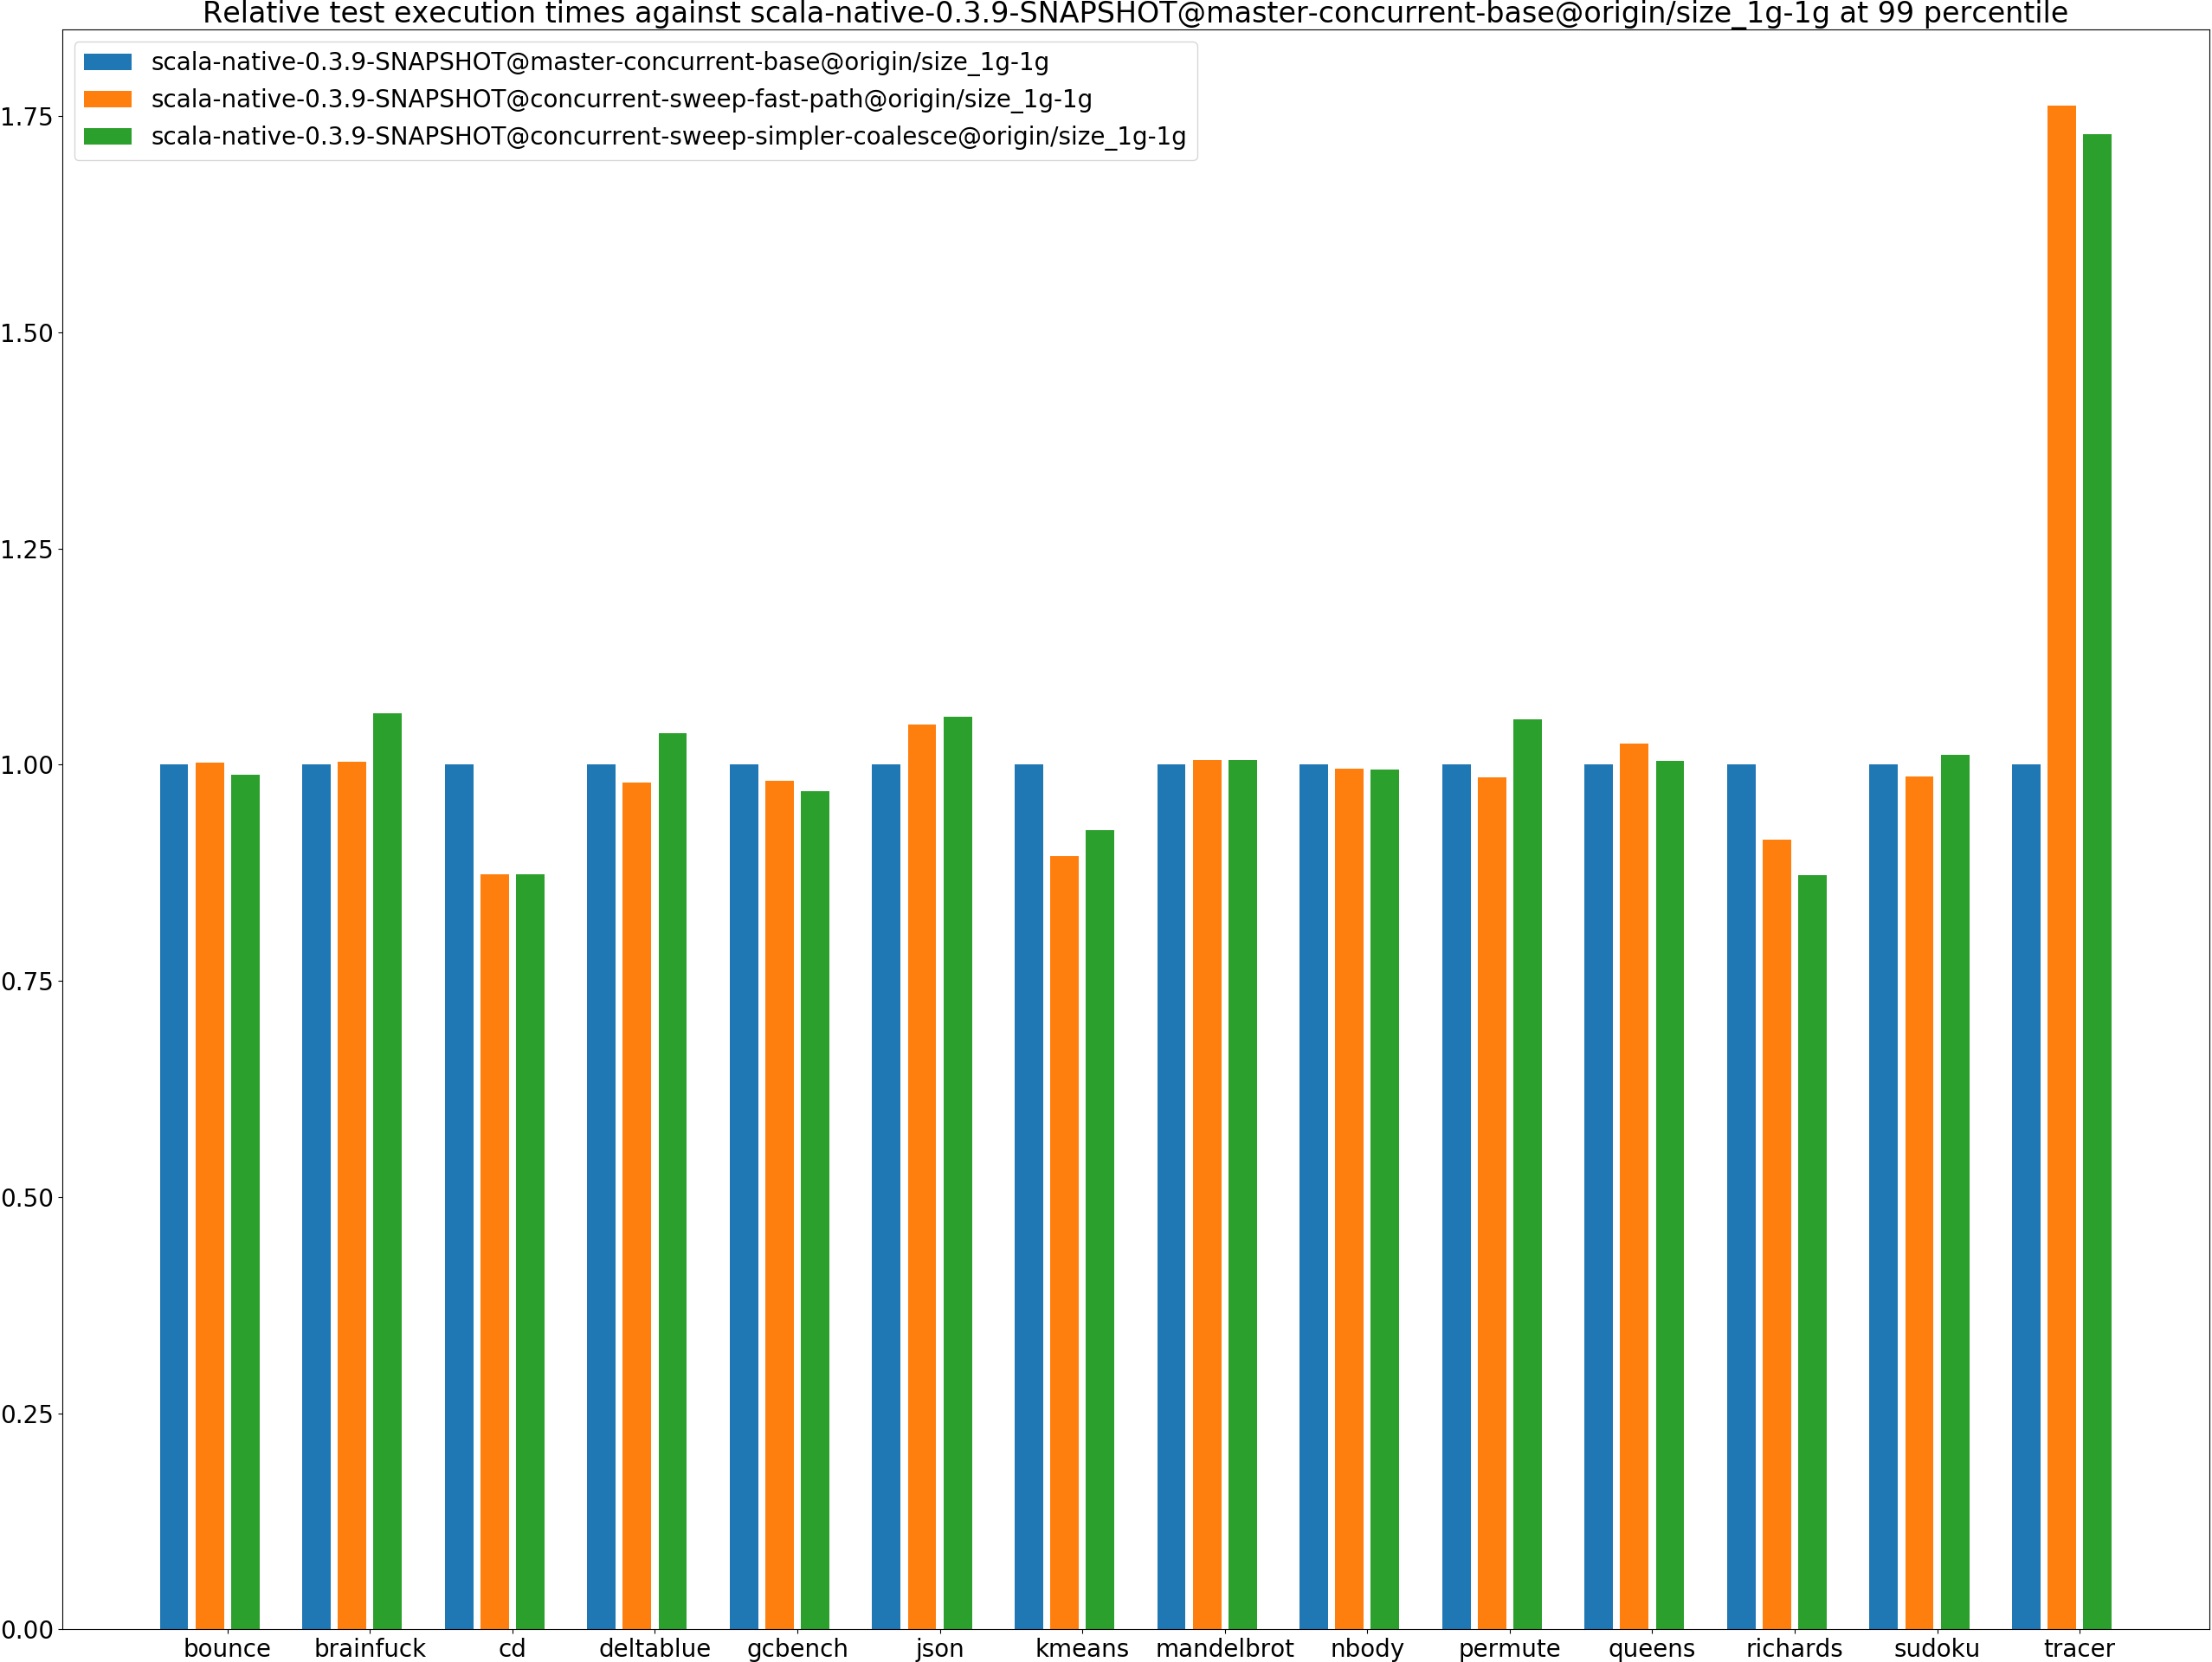 Relative test execution times against scala-native-0.3.9-SNAPSHOT@master-concurrent-base@origin/size_1g-1g at 99 percentile
scala-native-0.3.9-SNAPSHOT@master-concurrent-base@origin/size_1g-1g
scala-native-0.3.9-SNAPSHOT@concurrent-sweep-fast-path@origin/size_1g-1g
scala-native-0.3.9-SNAPSHOT@concurrent-sweep-simpler-coalesce@origin/size_1g-1g
1.75
1.50
1.25
1.00
0.75
0.50
0.25
0.00
bounce brainfuck cd deltablue gcbench json kmeans mandelbrot nbody permute queens richards sudoku tracer